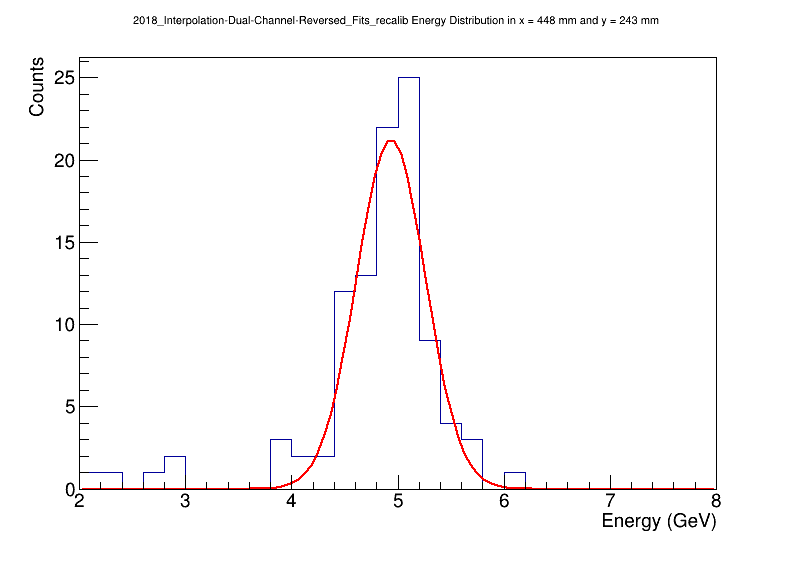 2018_Interpolation-Dual-Channel-Reversed_Fits_recalib Energy Distribution in x = 448 mm and y = 243 mm
Counts
25
20
15
10
5
0
2 3 4 5 6 7 8
Energy (GeV)